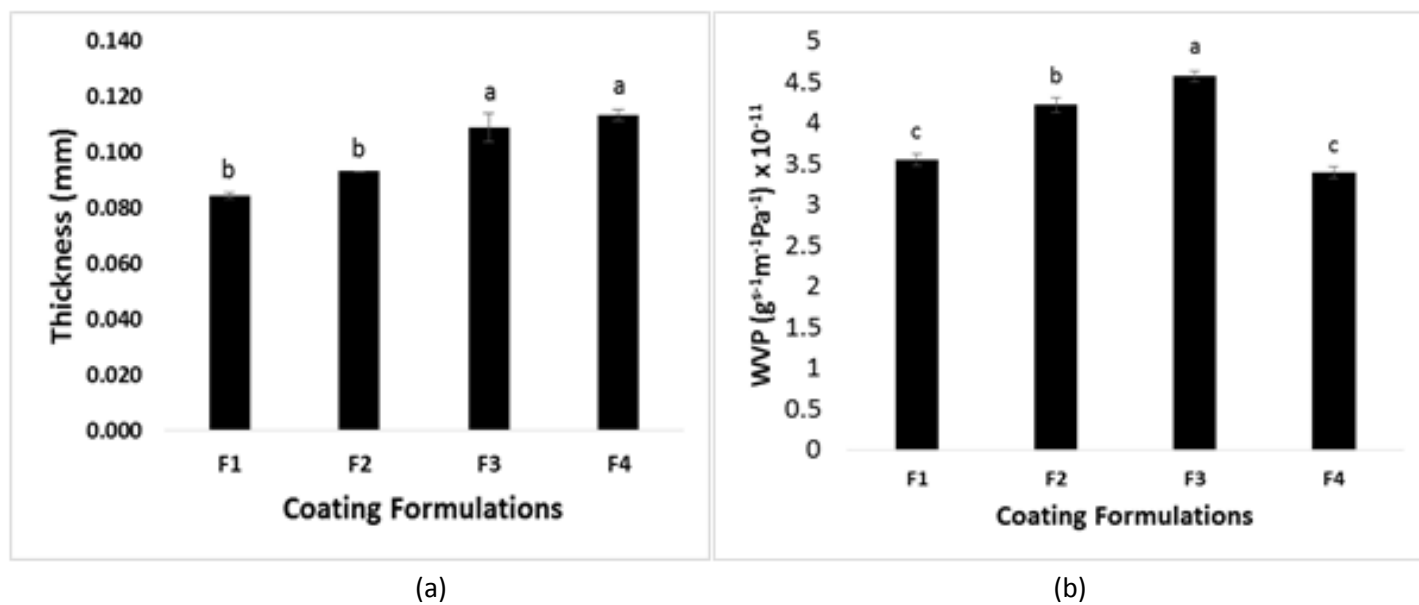 0.140
0.120
0.100
0.080
0.060
0.040
0.020
0.000
Thickness (mm)
b
b
a
a
F1
F2
F3
F4
Coating Formulations
5
4.5
4
3.5
3
2.5
2
1.5
1
0.5
0
WVP (gˢ⁻¹m⁻¹Pa⁻¹) x 10⁻¹¹
c
b
a
c
F1
F2
F3
F4
Coating Formulations
(a)
(b)